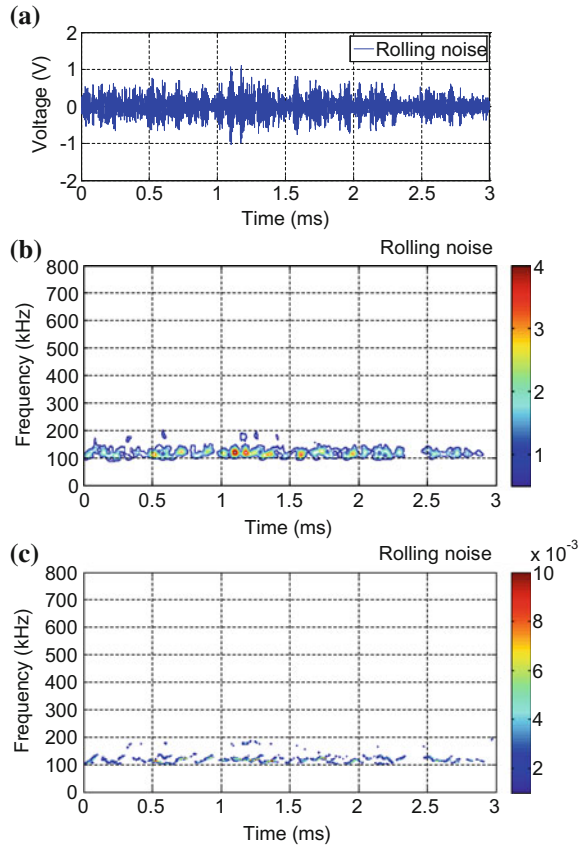 (a)
2
1
0
-1
-2
Voltage (V)
Rolling noise
0 0.5 1 1.5 2 2.5 3
Time (ms)
(b)
Rolling noise
800
700
600
500
400
300
200
100
0
Frequency (kHz)
0 0.5 1 1.5 2 2.5 3
Time (ms)
4
3
2
1
(c)
Rolling noise
x 10⁻³
800
700
600
500
400
300
200
100
0
Frequency (kHz)
0 0.5 1 1.5 2 2.5 3
Time (ms)
10
8
6
4
2